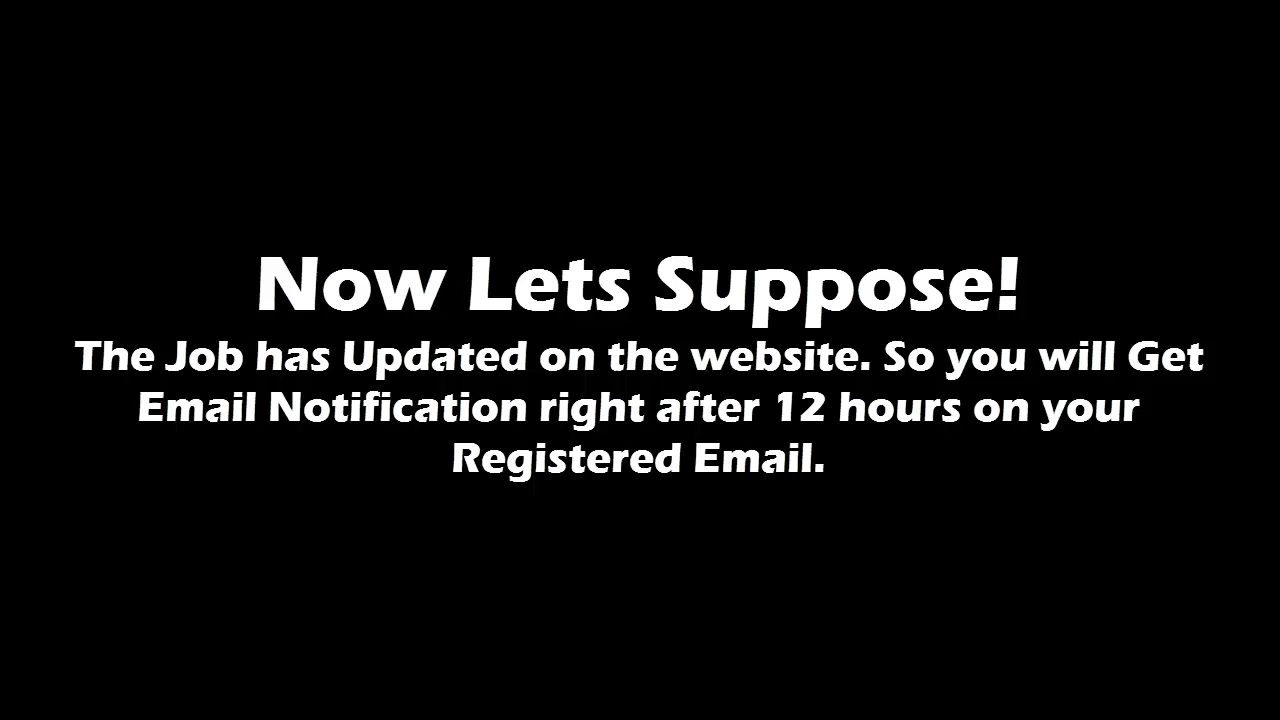 Now Lets Suppose!
The Job has Updated on the website. So you will Get
Email Notification right after 12 hours on your
Registered Email.